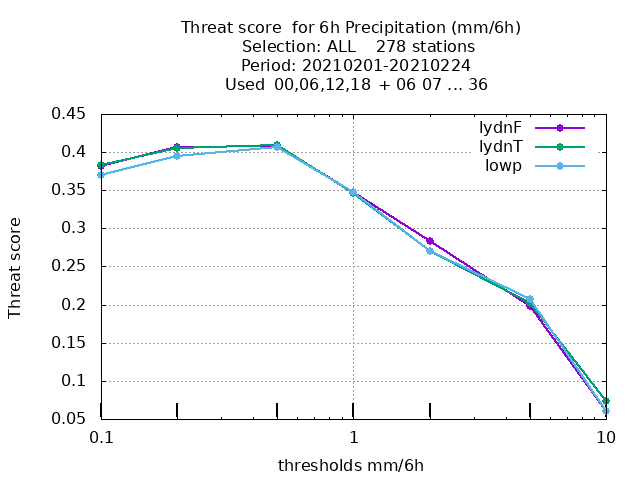 Threat score  for 6h Precipitation (mm/6h)
Selection: ALL    278 stations
Period: 20210201-20210224
Used  00,06,12,18  + 06 07 ... 36
0.45
0.4
0.35
0.3
0.25
0.2
0.15
0.1
0.05
Threat score
lydnF
lydnT
lowp
0.1
1
10
thresholds mm/6h